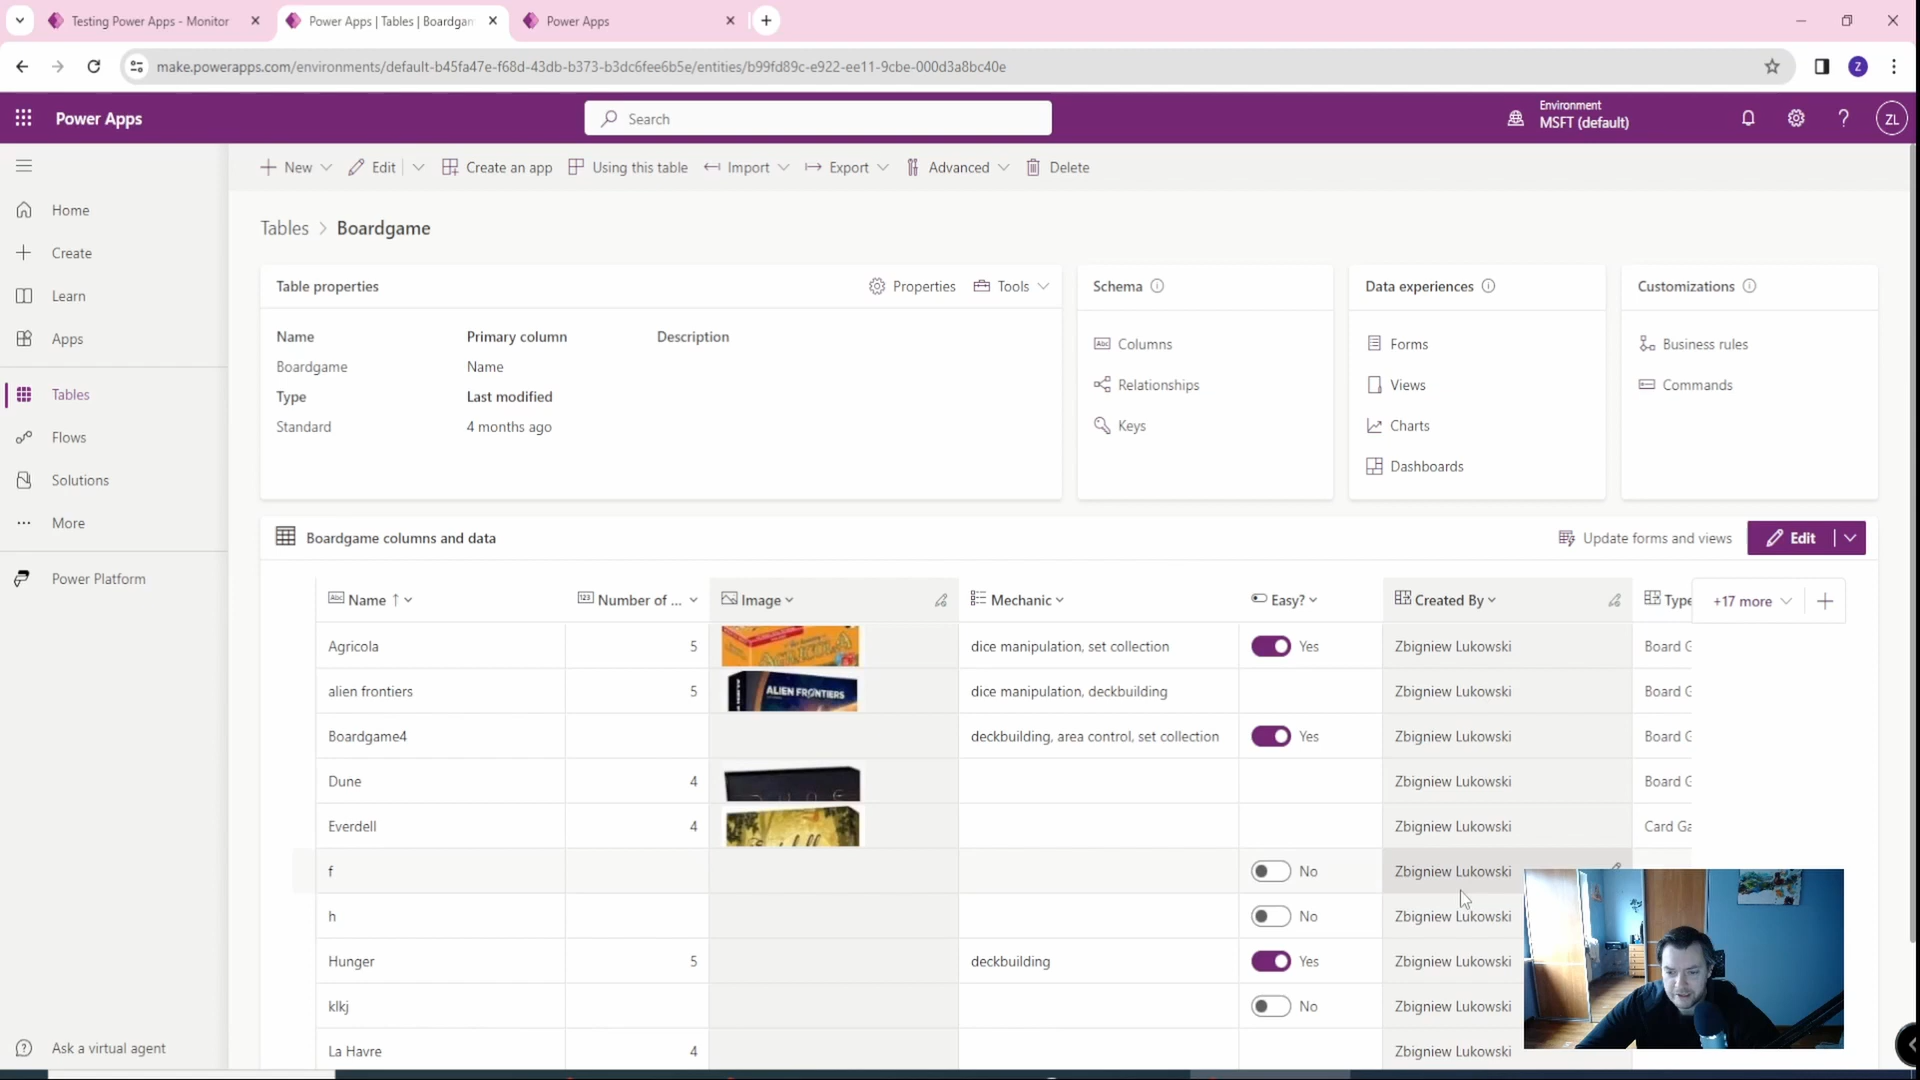 Testing Power Apps - Monitor
Power Apps | Tables | Boardgan
Power Apps
make.powerapps.com/environments/default-b45fa47e-f68d-43db-b373-b3dc6fee6b5e/entities/b99fd89c-e922-ee11-9cbe-000d3a8bc40e
Z
Power Apps
Search
Environment
MSFT (default)
ZL
New Edit Create an app Using this table Import Export Advanced Delete
Home
Create
Learn
Apps
Tables
Flows
Solutions
More
Power Platform
Ask a virtual agent
Tables > Boardgame
Table properties Properties Tools
Name Primary column Description
Boardgame Name
Type Last modified
Standard 4 months ago
Schema
Columns
Relationships
Keys
Data experiences
Forms
Views
Charts
Dashboards
Customizations
Business rules
Commands
Boardgame columns and data Update forms and views Edit
Name ↑ Number of ... Image Mechanic Easy? Created By Type +17 more
Agricola 5 AGRICOLA dice manipulation, set collection Yes Zbigniew Lukowski Board G
alien frontiers 5 ALIEN FRONTIERS dice manipulation, deckbuilding Zbigniew Lukowski Board G
Boardgame4 deckbuilding, area control, set collection Yes Zbigniew Lukowski Board G
Dune 4 Zbigniew Lukowski Board G
Everdell 4 Everdell Zbigniew Lukowski Card Ga
f No Zbigniew Lukowski
h No Zbigniew Lukowski
Hunger 5 deckbuilding Yes Zbigniew Lukowski
klkj No Zbigniew Lukowski
La Havre 4 Zbigniew Lukowski